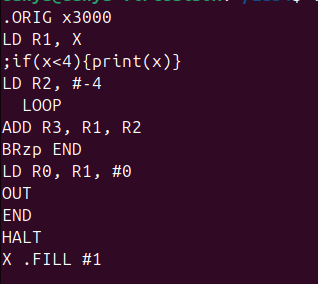 .ORIG x3000
LD R1, X
;if(x<4){print(x)}
LD R2, #-4
  LOOP
ADD R3, R1, R2
BRzp END
LD R0, R1, #0
OUT
END
HALT
X .FILL #1